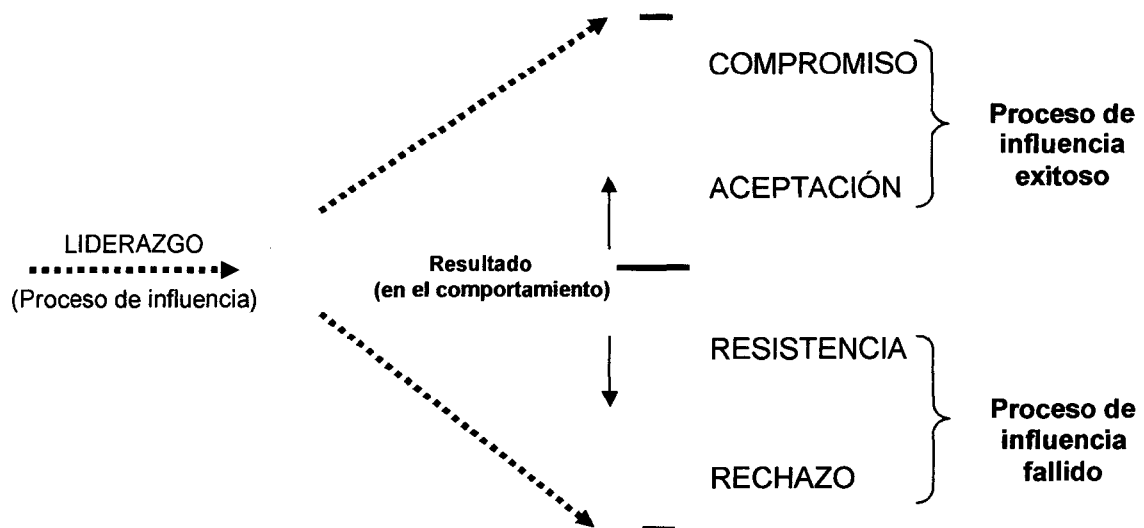 COMPROMISO
Proceso de
influencia
exitoso
ACEPTACIÓN
LIDERAZGO
(Proceso de influencia)
Resultado
(en el comportamiento)
RESISTENCIA
Proceso de
influencia
fallido
RECHAZO